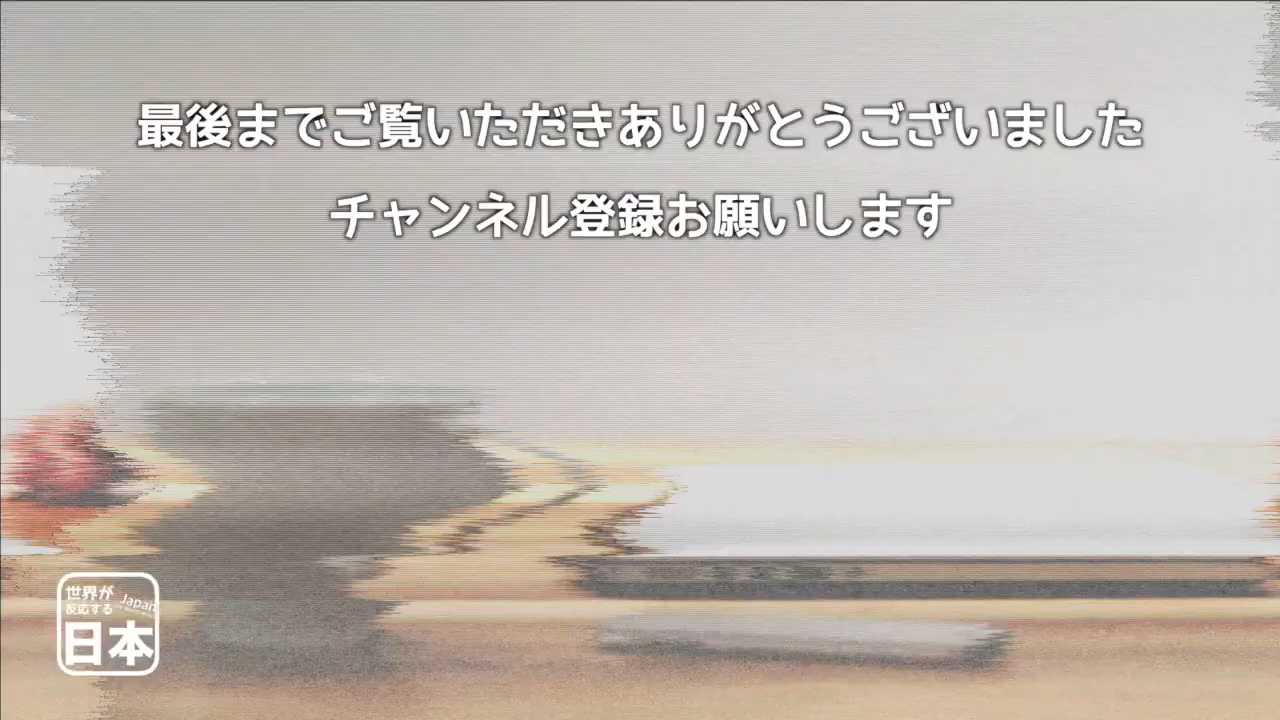 最後までご覧いただきありがとうございました
チャンネル登録お願いします
世界が
反応する
Japan
日本